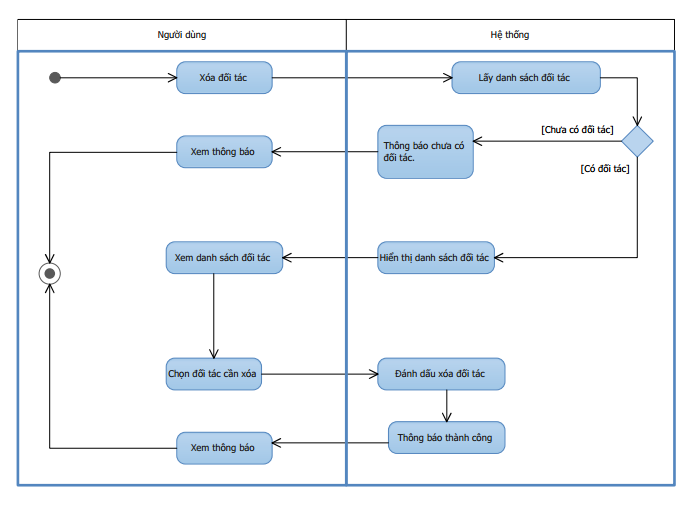 Người dùng
Hệ thống
Xóa đối tác
Lấy danh sách đối tác
[Chưa có đối tác]
Thông báo chưa có
đối tác.
Xem thông báo
[Có đối tác]
Xem danh sách đối tác
Hiển thị danh sách đối tác
Chọn đối tác cần xóa
Đánh dấu xóa đối tác
Thông báo thành công
Xem thông báo